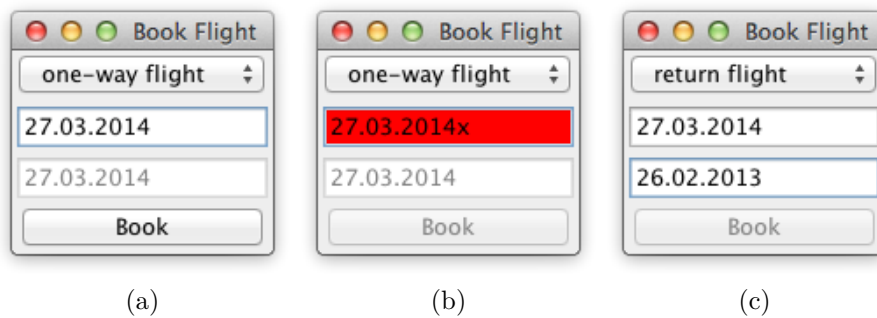 Book Flight
one-way flight
27.03.2014
27.03.2014
Book
(a)
Book Flight
one-way flight
27.03.2014x
27.03.2014
Book
(b)
Book Flight
return flight
27.03.2014
26.02.2013
Book
(c)